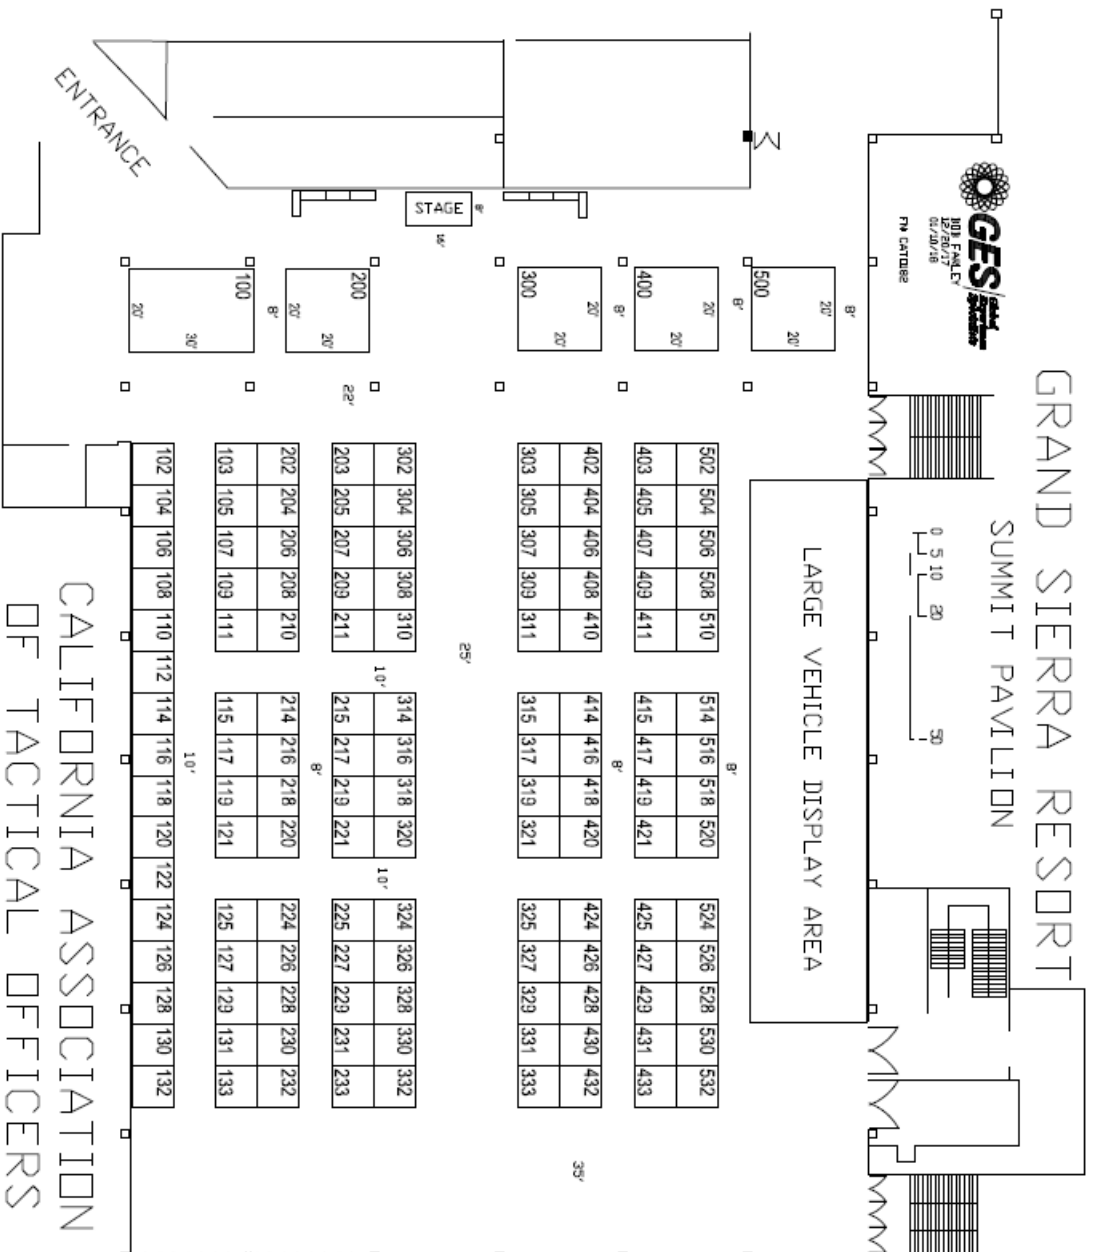 GRAND SIERRA RESORT
SUMMIT PAVILION
GES
Global
Experience
Specialists
12/20/17
01/10/18
0 5 10 20 50
ENTRANCE
STAGE
8'
16'
100
20'
30'
8'
200
20'
20'
300
20'
20'
8'
400
20'
20'
8'
500
20'
20'
8'
22'
102 103 202 203 302 303 402 403 502
104 105 204 205 304 305 404 405 504
106 107 206 207 306 307 406 407 506
108 109 208 209 308 309 408 409 508
110 111 210 211 310 311 410 411 510
25'
112
10'
114 115 214 215 314 315 414 415 514
116 117 216 217 316 317 416 417 516
10' 8' 8' 8'
118 119 218 219 318 319 418 419 518
120 121 220 221 320 321 420 421 520
122
10'
124 125 224 225 324 325 424 425 524
126 127 226 227 326 327 426 427 526
128 129 228 229 328 329 428 429 528
130 131 230 231 330 331 430 431 530
132 133 232 233 332 333 432 433 532
35'
LARGE VEHICLE DISPLAY AREA
CALIFORNIA ASSOCIATION
OF TACTICAL OFFICERS